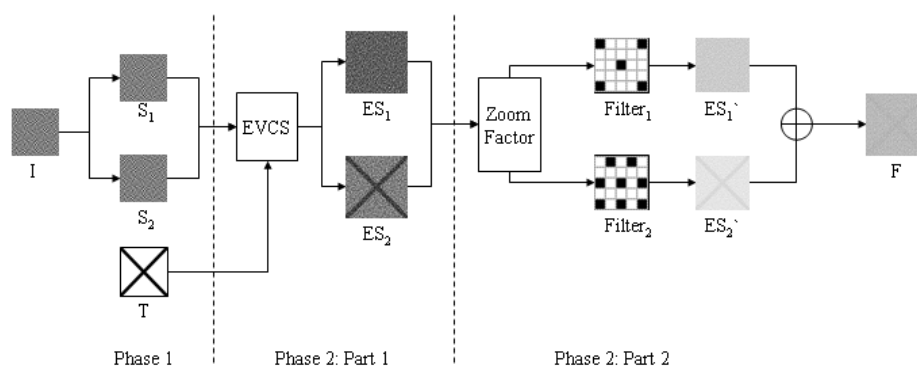 I
S1
S2
T
Phase 1
EVCS
ES1
ES2
Phase 2: Part 1
Zoom
Factor
Filter1
ES1`
Filter2
ES2`
F
Phase 2: Part 2